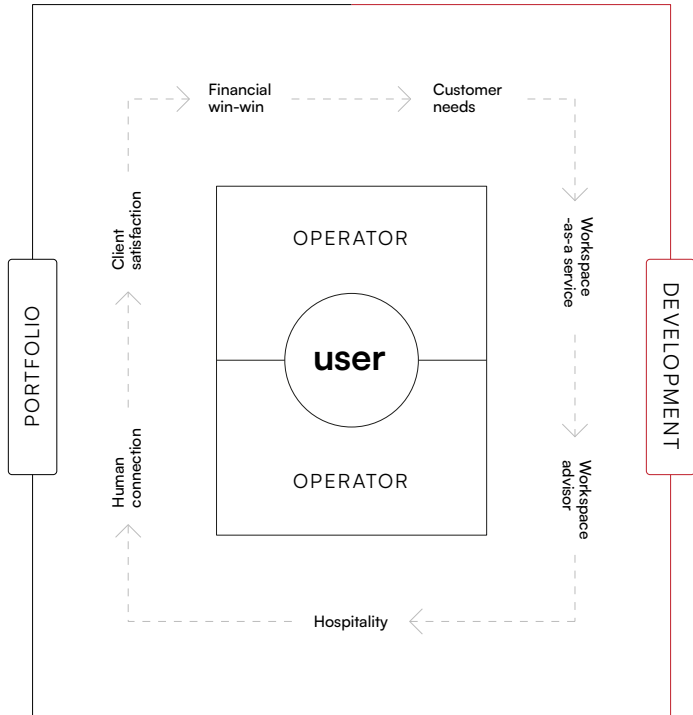 Financial
win-win
Customer
needs
Client
satisfaction
OPERATOR
Workspace
-as-a service
PORTFOLIO
user
DEVELOPMENT
Human
connection
OPERATOR
Workspace
advisor
Hospitality